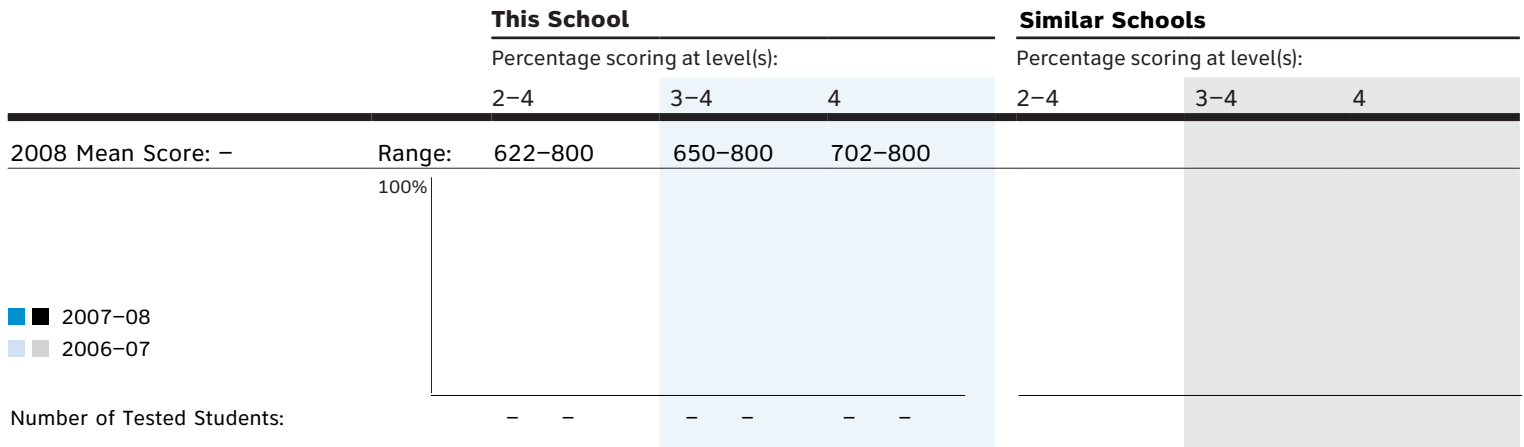 This School Similar Schools
Percentage scoring at level(s): Percentage scoring at level(s):
2–4 3–4 4 2–4 3–4 4
2008 Mean Score: – Range: 622–800 650–800 702–800
100%
2007–08
2006–07
Number of Tested Students: – – – – – –